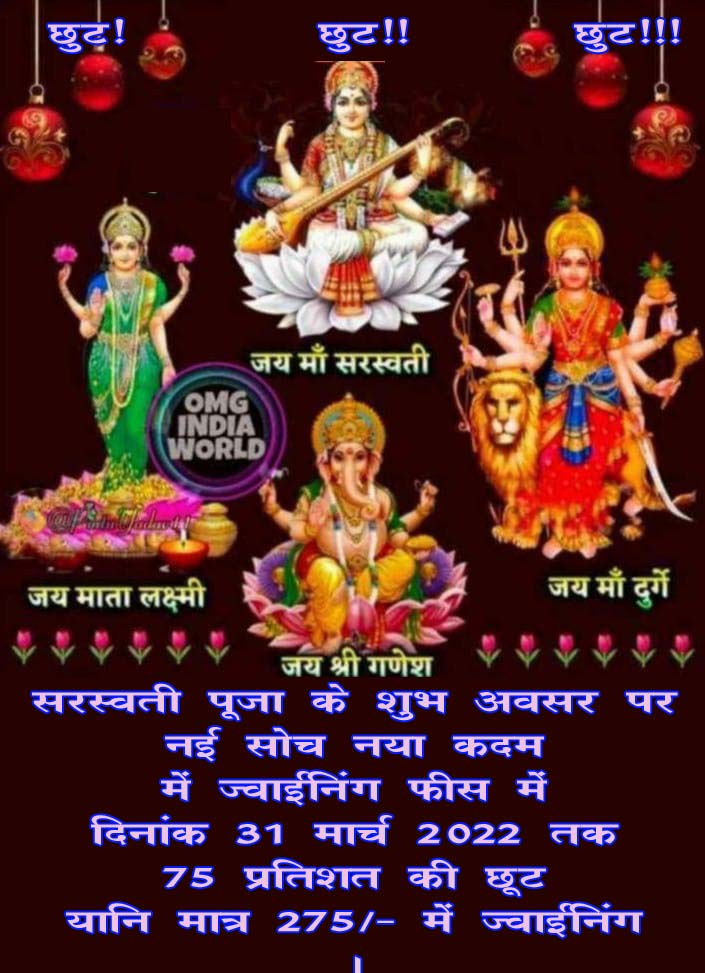 छुट! छुट!! छुट!!!
जय माँ सरस्वती
OMG
INDIA
WORLD
जय माता लक्ष्मी
जय माँ दुर्गे
जय श्री गणेश
सरस्वती पूजा के शुभ अवसर पर
नई सोच नया कदम
में ज्वाईनिंग फीस में
दिनांक 31 मार्च 2022 तक
75 प्रतिशत की छूट
यानि मात्र 275/- में ज्वाईनिंग
।